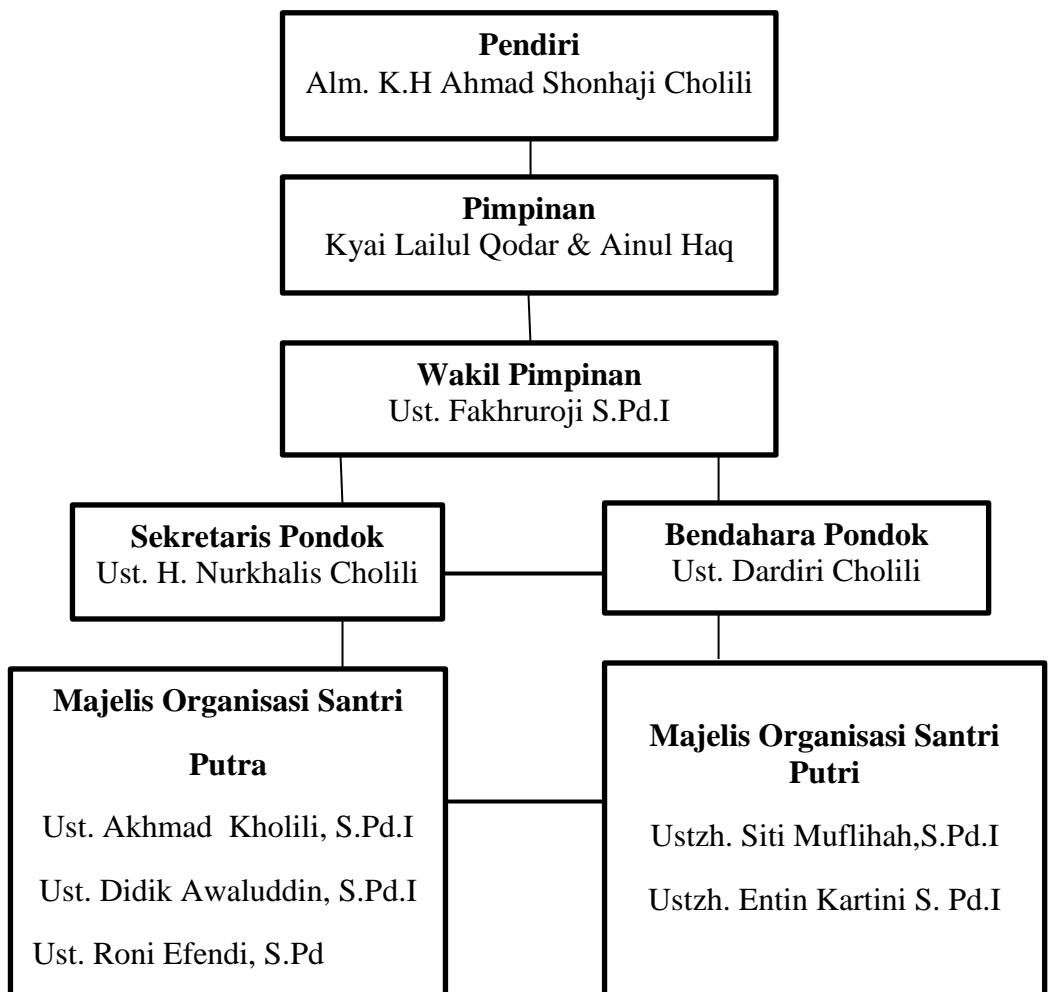 Pendiri
Alm. K.H Ahmad Shonhaji Cholili
Pimpinan
Kyai Lailul Qodar & Ainul Haq
Wakil Pimpinan
Ust. Fakhruroji S.Pd.I
Sekretaris Pondok
Ust. H. Nurkhalis Cholili
Bendahara Pondok
Ust. Dardiri Cholili
Majelis Organisasi Santri
Putra
Ust. Akhmad  Kholili, S.Pd.I
Ust. Didik Awaluddin, S.Pd.I
Ust. Roni Efendi, S.Pd
Majelis Organisasi Santri
Putri
Ustzh. Siti Muflihah,S.Pd.I
Ustzh. Entin Kartini S. Pd.I